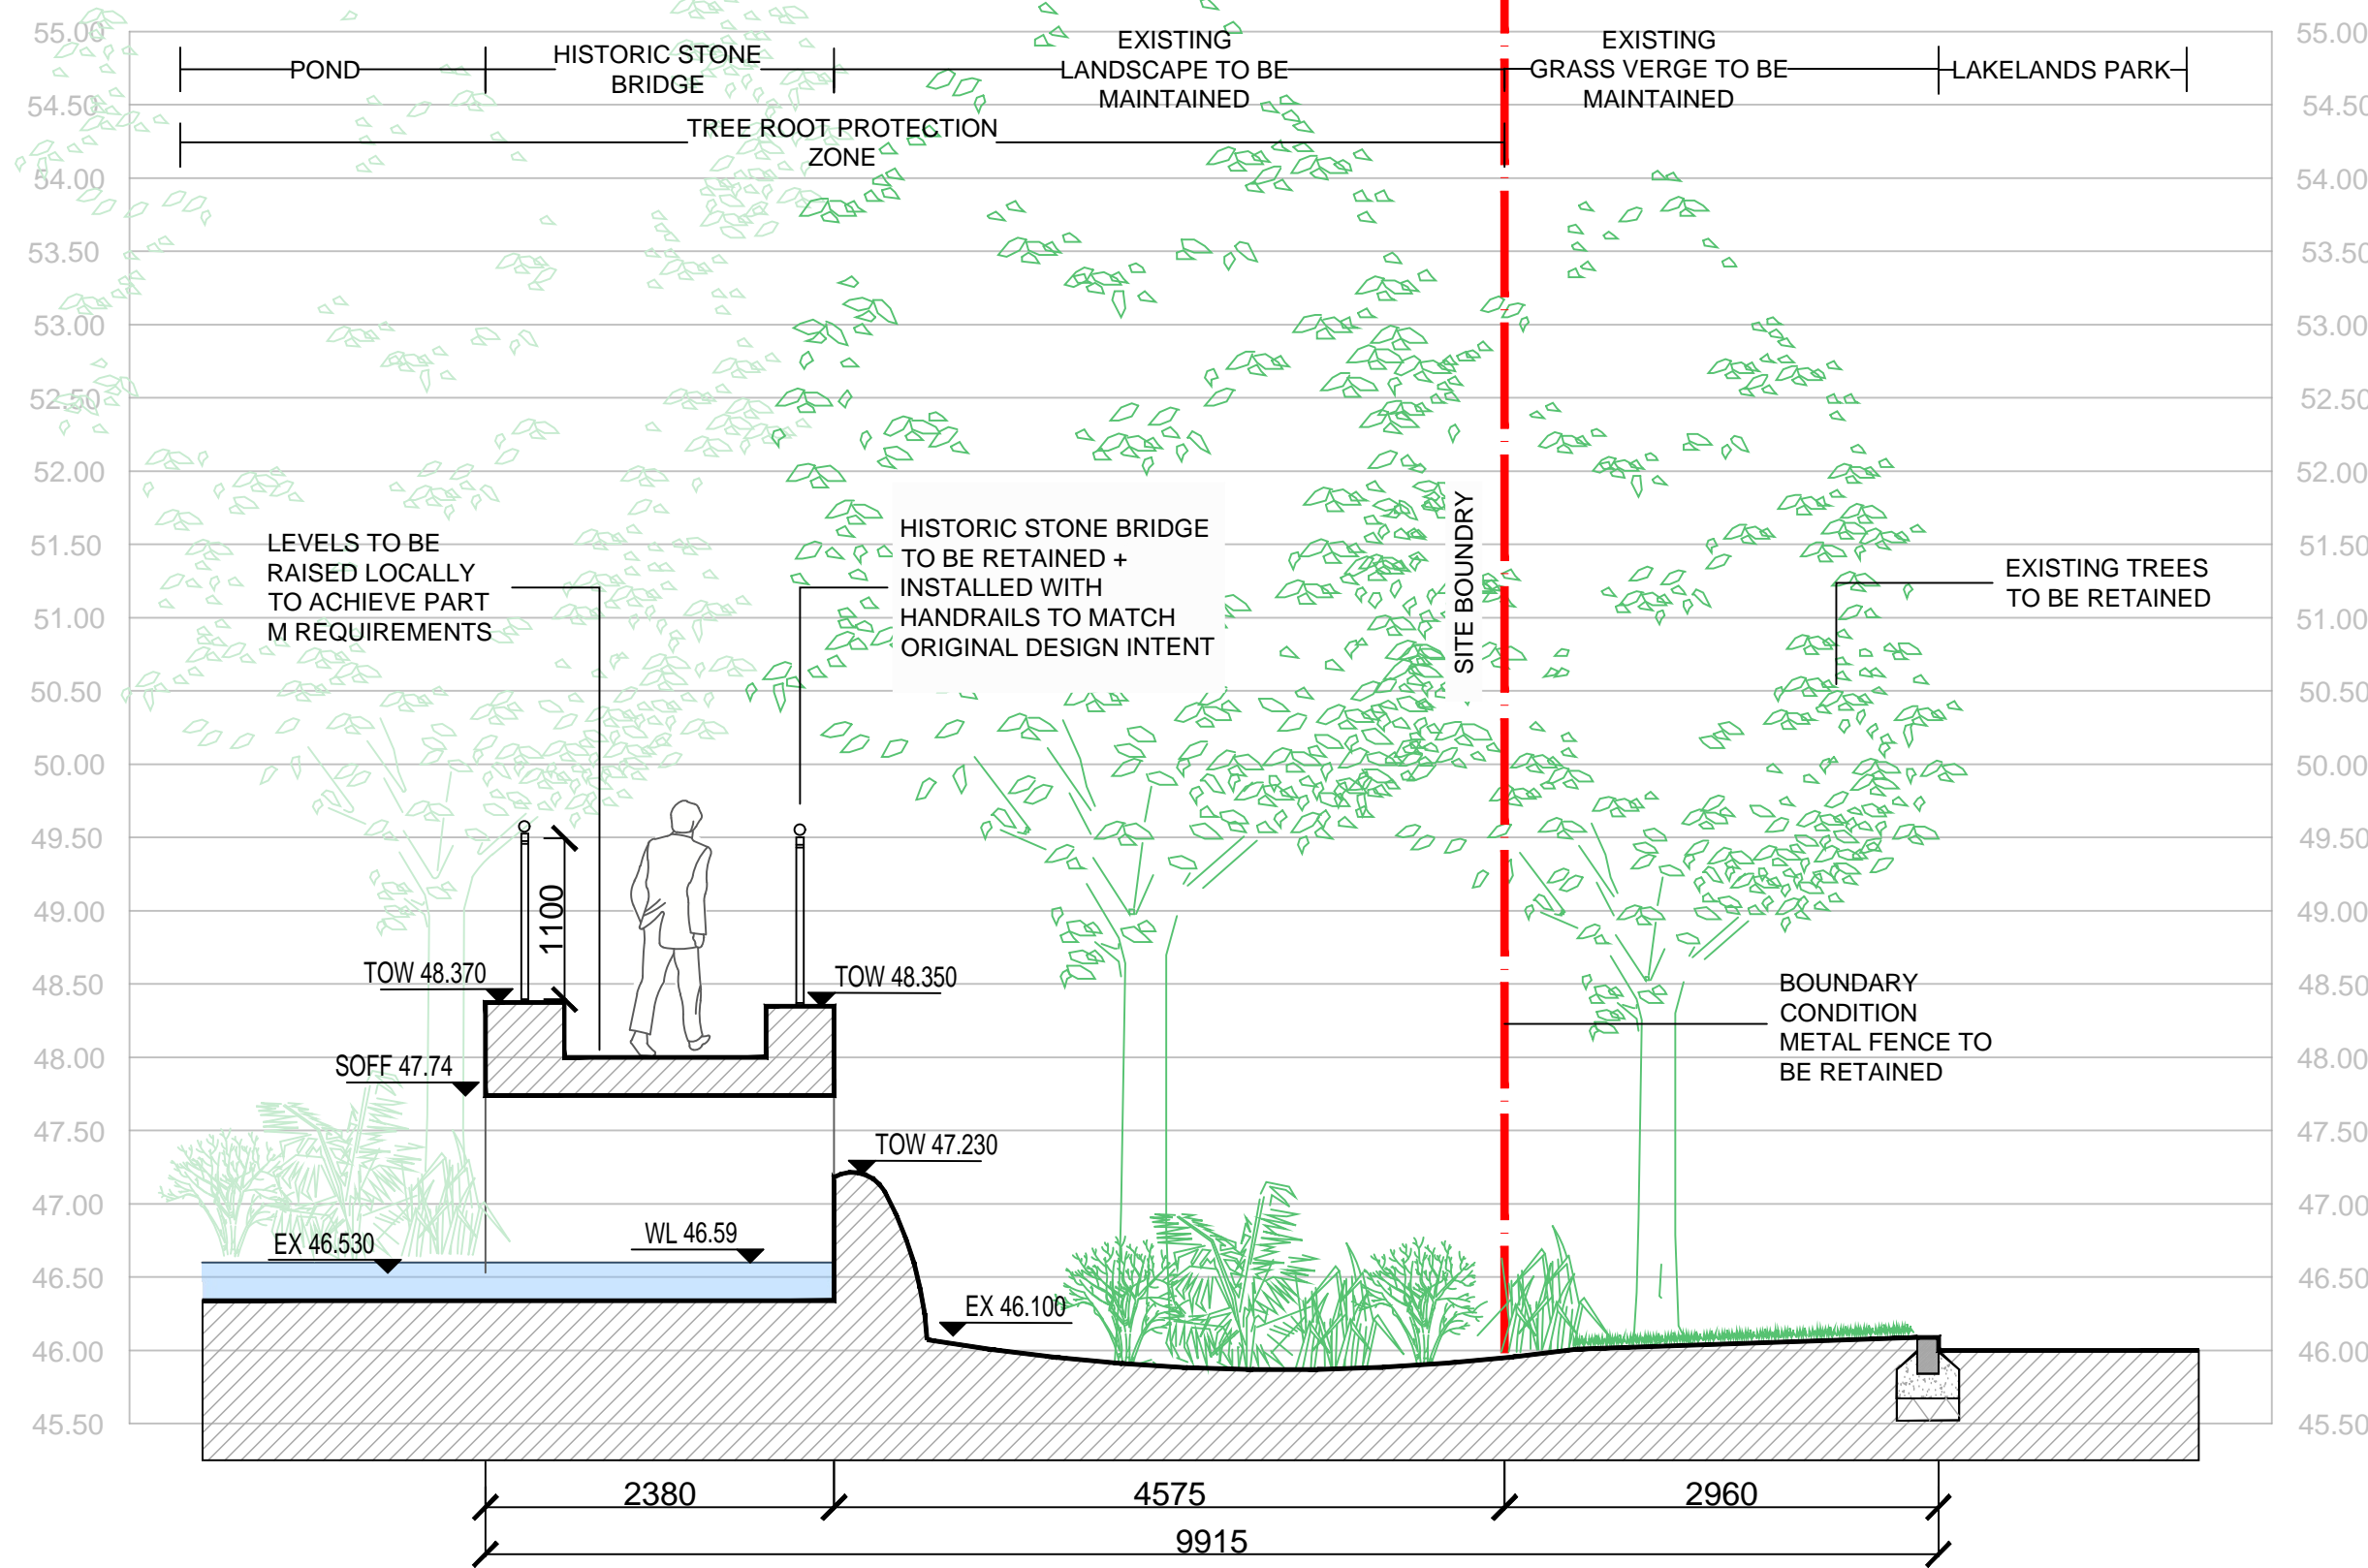 55.00
54.50
54.00
53.50
53.00
52.50
52.00
51.50
51.00
50.50
50.00
49.50
49.00
48.50
48.00
47.50
47.00
46.50
46.00
45.50
POND
HISTORIC STONE
BRIDGE
EXISTING
LANDSCAPE TO BE
MAINTAINED
EXISTING
GRASS VERGE TO BE
MAINTAINED
LAKELANDS PARK
TREE ROOT PROTECTION
ZONE
LEVELS TO BE
RAISED LOCALLY
TO ACHIEVE PART
M REQUIREMENTS
HISTORIC STONE BRIDGE
TO BE RETAINED +
INSTALLED WITH
HANDRAILS TO MATCH
ORIGINAL DESIGN INTENT
SITE BOUNDRY
EXISTING TREES
TO BE RETAINED
1100
TOW 48.370
TOW 48.350
SOFF 47.74
BOUNDARY
CONDITION
METAL FENCE TO
BE RETAINED
TOW 47.230
EX 46.530
WL 46.59
EX 46.100
2380
4575
2960
9915
55.00
54.50
54.00
53.50
53.00
52.50
52.00
51.50
51.00
50.50
50.00
49.50
49.00
48.50
48.00
47.50
47.00
46.50
46.00
45.50